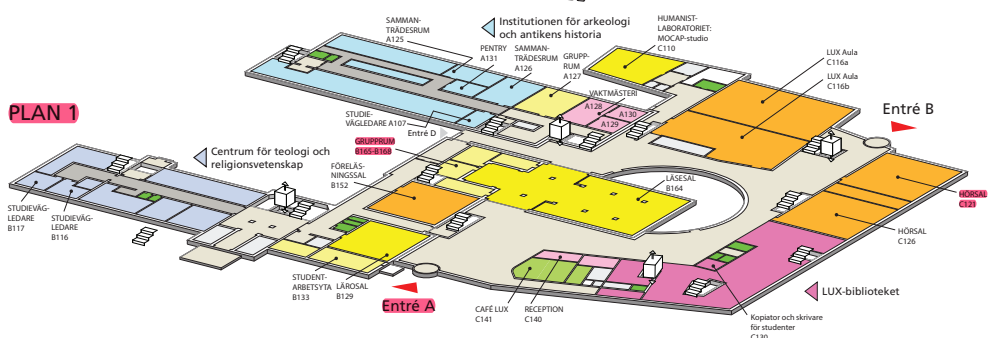 SAMMAN-
TRÄDESRUM
A125
Institutionen för arkeologi
och antikens historia
PENTRY
A131
SAMMAN-
TRÄDESRUM
A126
GRUPP-
RUM
A127
HUMANIST-
LABORATORIET:
MOCAP-studio
C110
LUX Aula
C116a
LUX Aula
C116b
VAKTMÄSTERI
A128
A130
A129
PLAN 1
Entré B
STUDIE-
VÄGLEDARE A107
Entré D
GRUPPRUM
B165-B168
Centrum för teologi och
religionsvetenskap
FÖRELÄS-
NINGSSAL
B152
LÄSESAL
B164
HÖRSAL
C121
STUDIEVÄG-
LEDARE
B117
STUDIEVÄG-
LEDARE
B116
HÖRSAL
C126
STUDENT-
ARBETSYTA
B133
LÄROSAL
B129
Entré A
CAFÉ LUX
C141
RECEPTION
C140
LUX-biblioteket
Kopiator och skrivare
för studenter
C130